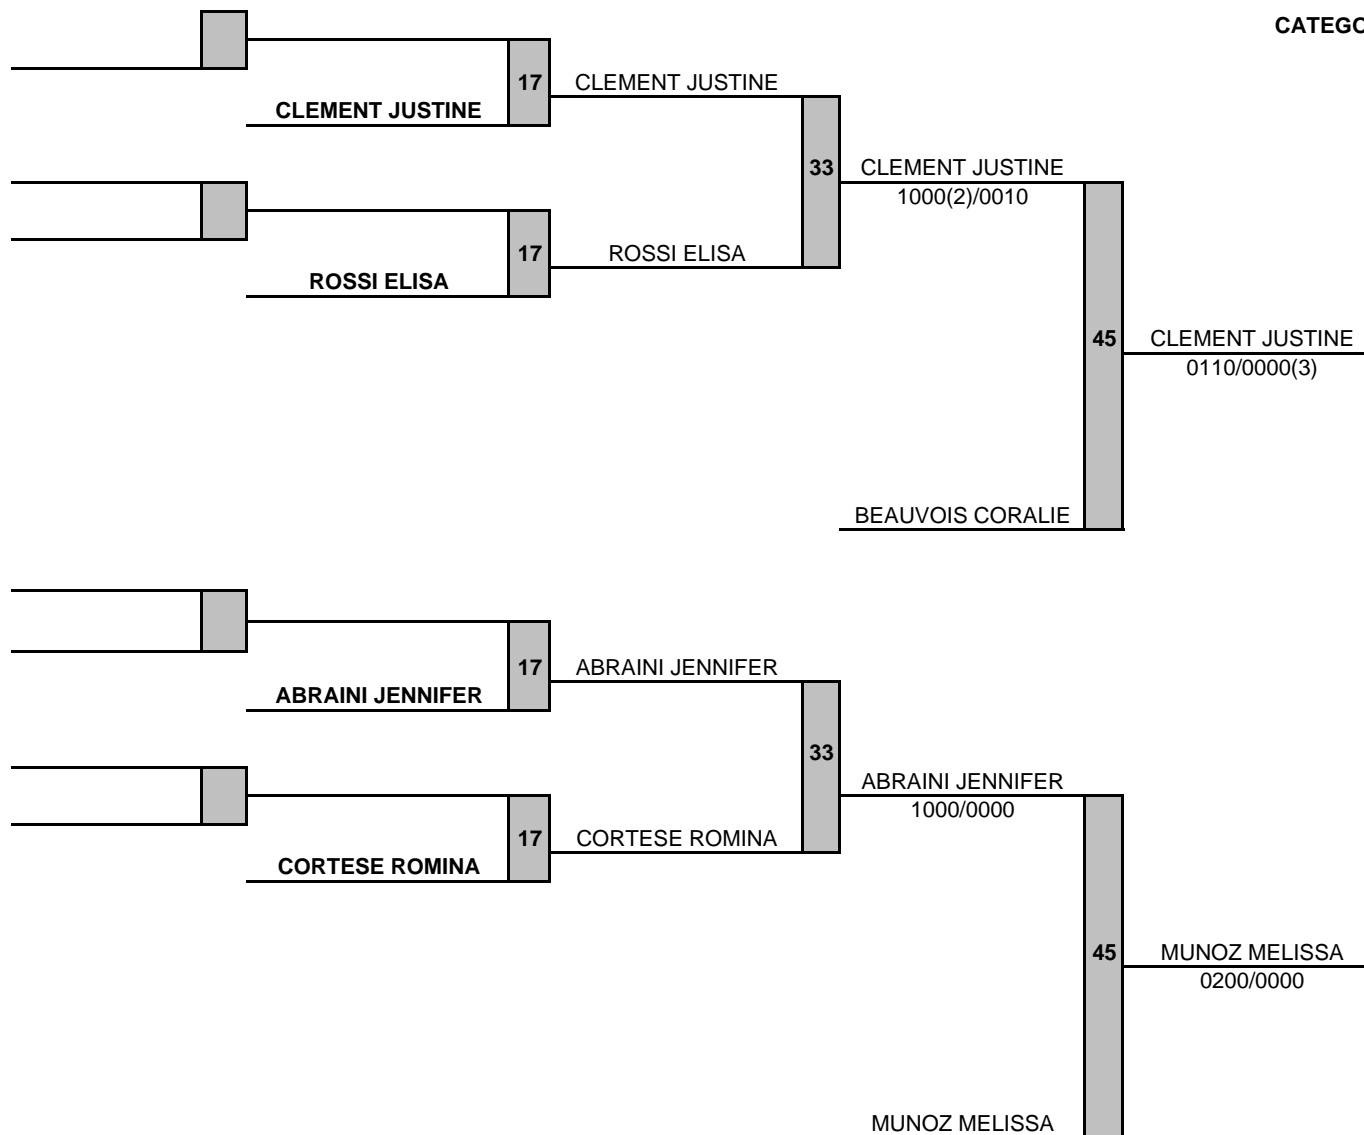 CATEGO
17
CLEMENT JUSTINE
CLEMENT JUSTINE
33
CLEMENT JUSTINE
1000(2)/0010
17
ROSSI ELISA
ROSSI ELISA
45
CLEMENT JUSTINE
0110/0000(3)
BEAUVOIS CORALIE
17
ABRAINI JENNIFER
ABRAINI JENNIFER
33
ABRAINI JENNIFER
1000/0000
17
CORTESE ROMINA
CORTESE ROMINA
45
MUNOZ MELISSA
0200/0000
MUNOZ MELISSA